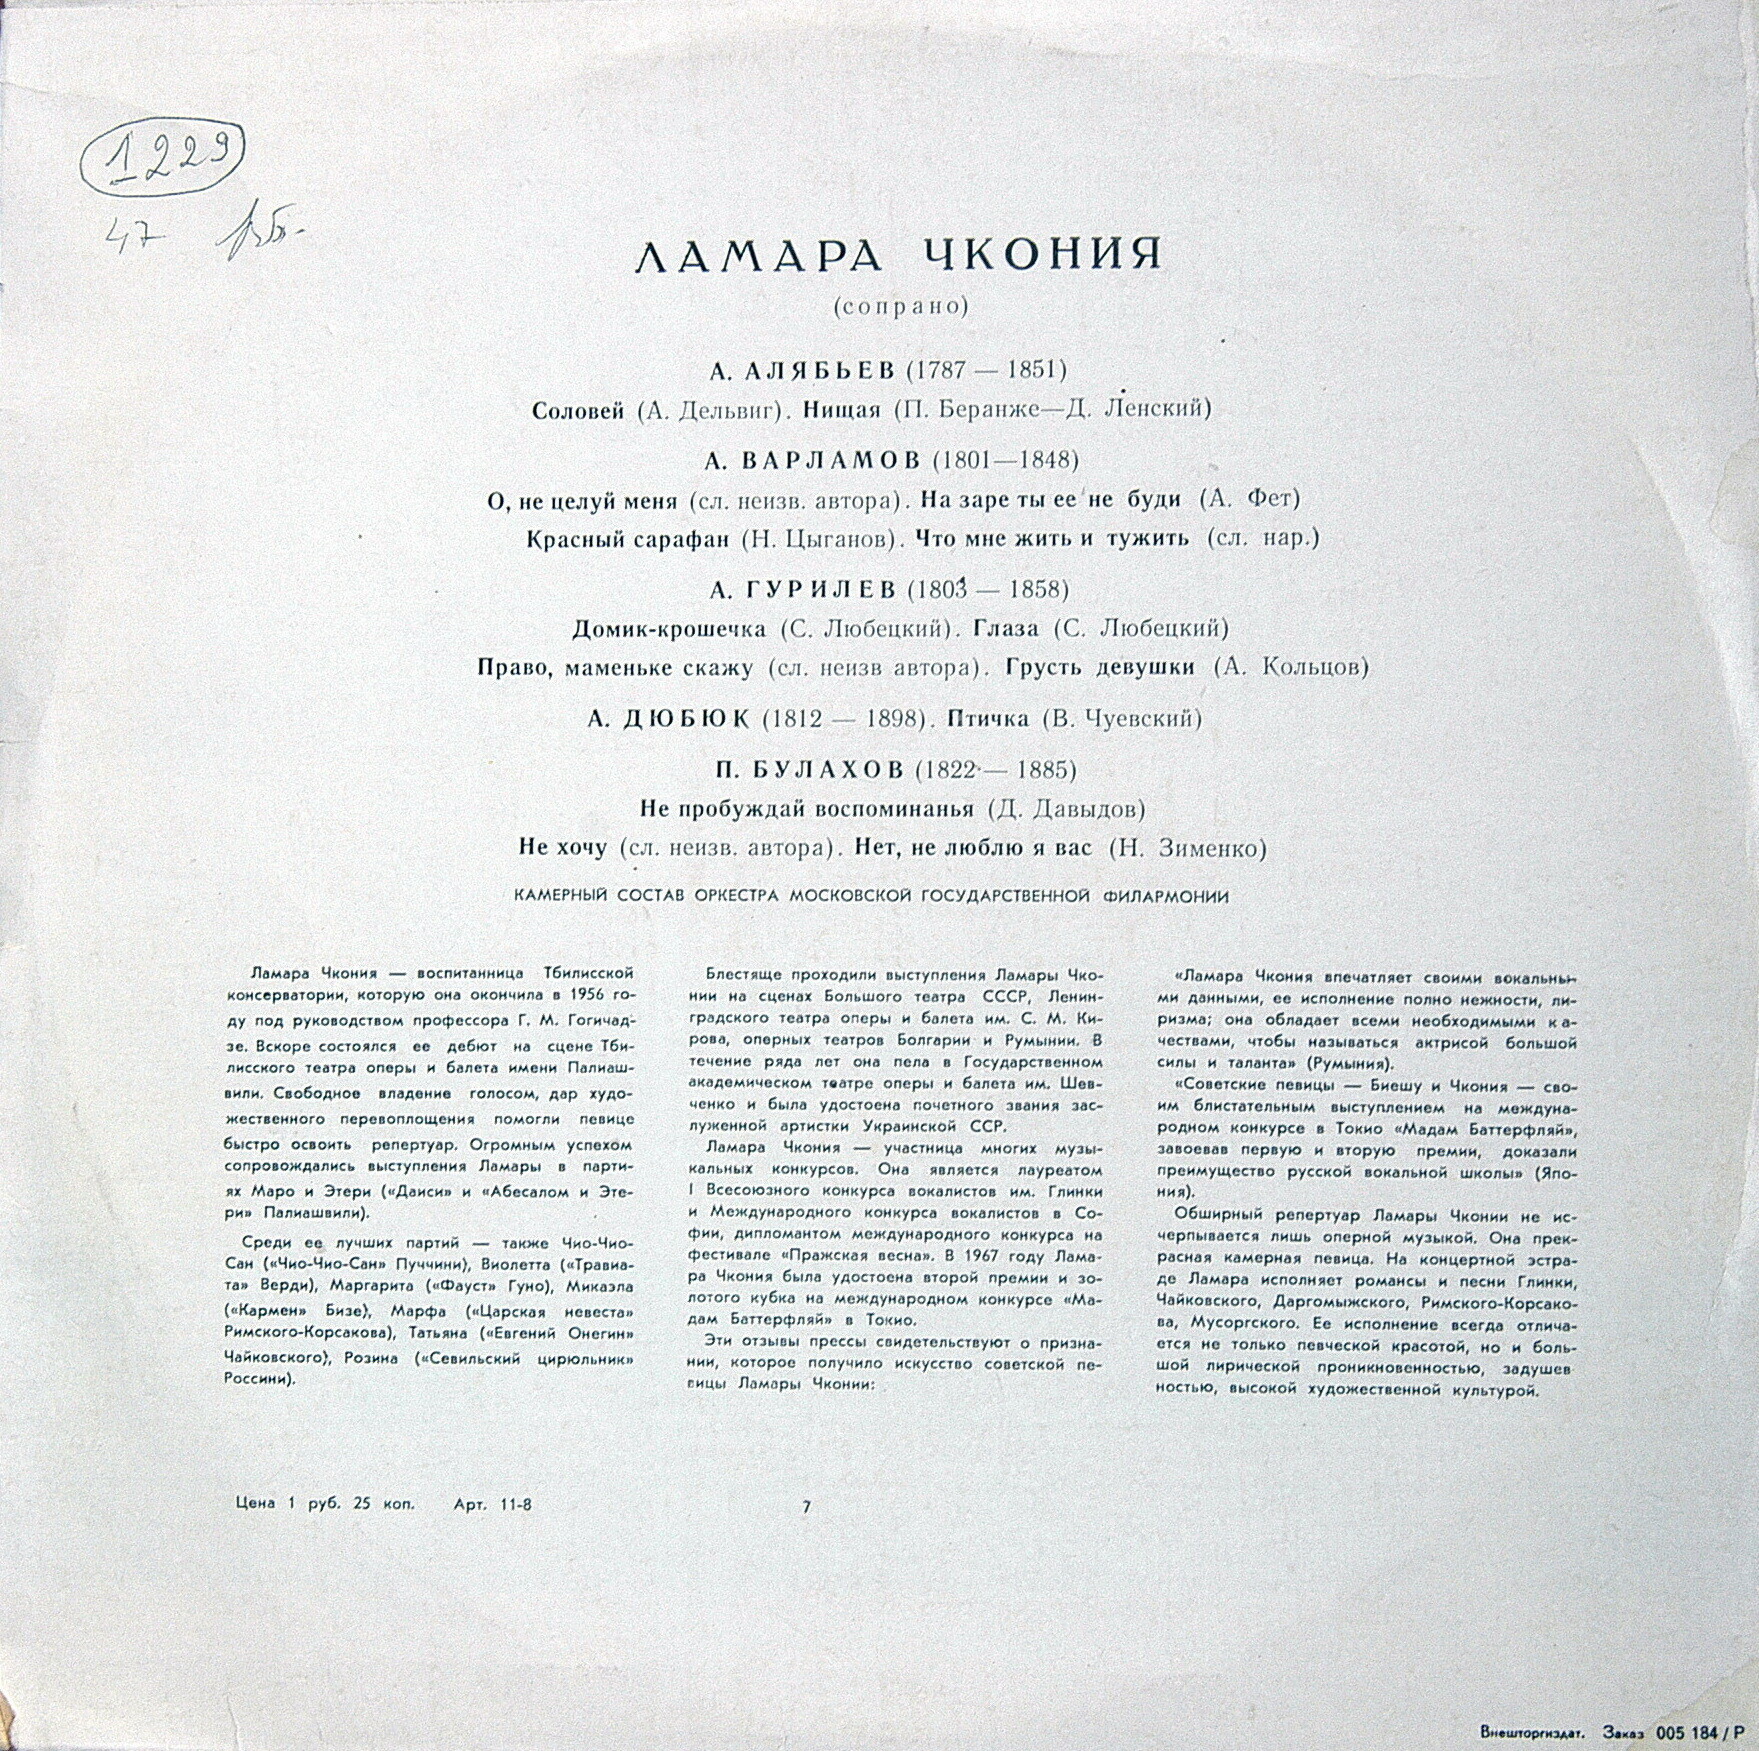 1229
47
ЛАМАРА ЧКОНИЯ
(сопрано)
А. АЛЯБЬЕВ (1787 — 1851)
Соловей (А. Дельвиг). Нищая (П. Беранже—Д. Ленский)
А. ВАРЛАМОВ (1801—1848)
О, не целуй меня (сл. неизв. автора). На заре ты ее не буди (А. Фет)
Красный сарафан (Н. Цыганов). Что мне жить и тужить (сл. нар.)
А. ГУРИЛЕВ (1803 — 1858)
Домик-крошечка (С. Любецкий). Глаза (С. Любецкий)
Право, маменьке скажу (сл. неизв автора). Грусть девушки (А. Кольцов)
А. ДЮБЮК (1812 — 1898). Птичка (В. Чуевский)
П. БУЛАХОВ (1822 — 1885)
Не пробуждай воспоминанья (Д. Давыдов)
Не хочу (сл. неизв. автора). Нет, не люблю я вас (Н. Зименко)
КАМЕРНЫЙ СОСТАВ ОРКЕСТРА МОСКОВСКОЙ ГОСУДАРСТВЕННОЙ ФИЛАРМОНИИ
Ламара Чкония — воспитанница Тбилисской
консерватории, которую она окончила в 1956 го-
ду под руководством профессора Г. М. Гогичад-
зе. Вскоре состоялся ее дебют на сцене Тби-
лисского театра оперы и балета имени Палиаш-
вили. Свободное владение голосом, дар худо-
жественного перевоплощения помогли певице
быстро освоить репертуар. Огромным успехом
сопровождались выступления Ламары в парти-
ях Маро и Этери («Даиси» и «Абесалом и Эте-
ри» Палиашвили).
Среди ее лучших партий — также Чио-Чио-
Сан («Чио-Чио-Сан» Пуччини), Виолетта («Травиа-
та» Верди), Маргарита («Фауст» Гуно), Микаэла
(«Кармен» Бизе), Марфа («Царская невеста»
Римского-Корсакова), Татьяна («Евгений Онегин»
Чайковского), Розина («Севильский цирюльник»
Россини).
Блестяще проходили выступления Ламары Чко-
нии на сценах Большого театра СССР, Ленин-
градского театра оперы и балета им. С. М. Ки-
рова, оперных театров Болгарии и Румынии. В
течение ряда лет она пела в Государственном
академическом театре оперы и балета им. Шев-
ченко и была удостоена почетного звания зас-
луженной артистки Украинской ССР.
Ламара Чкония — участница многих музы-
кальных конкурсов. Она является лауреатом
I Всесоюзного конкурса вокалистов им. Глинки
и Международного конкурса вокалистов в Со-
фии, дипломантом международного конкурса на
фестивале «Пражская весна». В 1967 году Лама-
ра Чкония была удостоена второй премии и зо-
лотого кубка на международном конкурсе «Ма-
дам Баттерфляй» в Токио.
Эти отзывы прессы свидетельствуют о призна-
нии, которое получило искусство советской пе-
вицы Ламары Чконии:
«Ламара Чкония впечатляет своими вокальны-
ми данными, ее исполнение полно нежности, ли-
ризма; она обладает всеми необходимыми ка-
чествами, чтобы называться актрисой большой
силы и таланта» (Румыния).
«Советские певицы — Биешу и Чкония — сво-
им блистательным выступлением на междуна-
родном конкурсе в Токио «Мадам Баттерфляй»,
завоевав первую и вторую премии, доказали
преимущество русской вокальной школы» (Япо-
ния).
Обширный репертуар Ламары Чконии не ис-
черпывается лишь оперной музыкой. Она прек-
расная камерная певица. На концертной эстра-
де Ламара исполняет романсы и песни Глинки,
Чайковского, Даргомыжского, Римского-Корсако-
ва, Мусоргского. Ее исполнение всегда отлича-
ется не только певческой красотой, но и боль-
шой лирической проникновенностью, задушев-
ностью, высокой художественной культурой.
Цена 1 руб. 25 коп. Арт. 11-8 7
Внешторгиздат. Заказ 005 184/Р